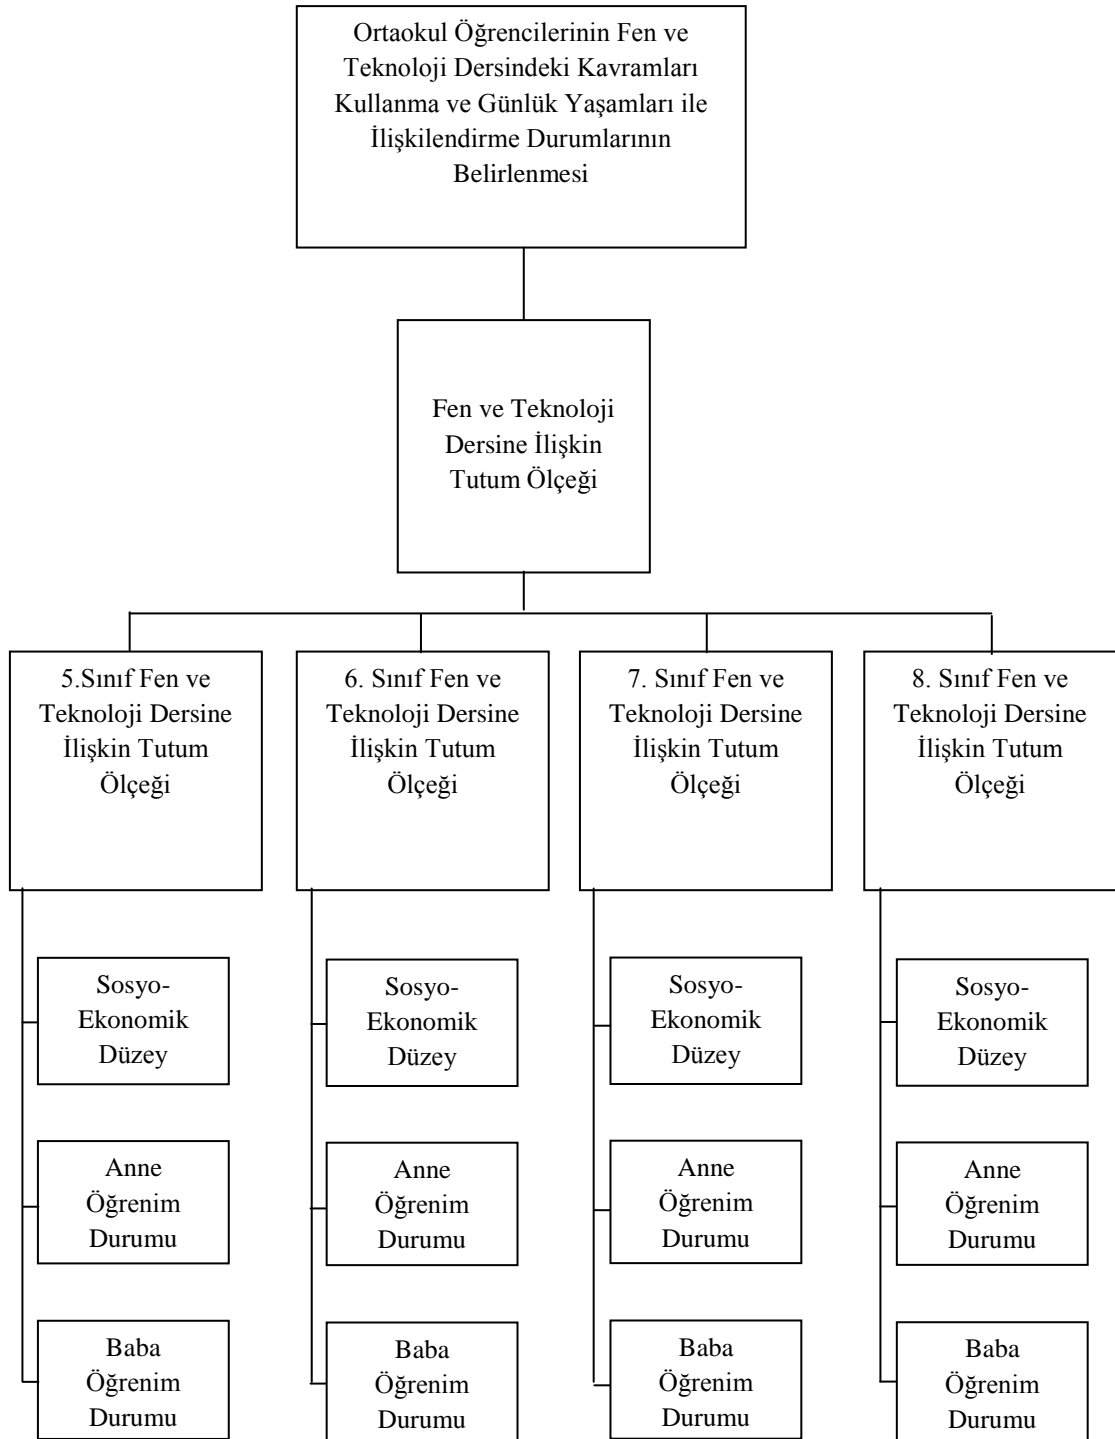 Ortaokul Öğrencilerinin Fen ve
Teknoloji Dersindeki Kavramları
Kullanma ve Günlük Yaşamları ile
İlişkilendirme Durumlarının
Belirlenmesi
Fen ve Teknoloji
Dersine İlişkin
Tutum Ölçeği
5.Sınıf Fen ve
Teknoloji Dersine
İlişkin Tutum
Ölçeği
6. Sınıf Fen ve
Teknoloji Dersine
İlişkin Tutum
Ölçeği
7. Sınıf Fen ve
Teknoloji Dersine
İlişkin Tutum
Ölçeği
8. Sınıf Fen ve
Teknoloji Dersine
İlişkin Tutum
Ölçeği
Sosyo-
Ekonomik
Düzey
Sosyo-
Ekonomik
Düzey
Sosyo-
Ekonomik
Düzey
Sosyo-
Ekonomik
Düzey
Anne
Öğrenim
Durumu
Anne
Öğrenim
Durumu
Anne
Öğrenim
Durumu
Anne
Öğrenim
Durumu
Baba
Öğrenim
Durumu
Baba
Öğrenim
Durumu
Baba
Öğrenim
Durumu
Baba
Öğrenim
Durumu